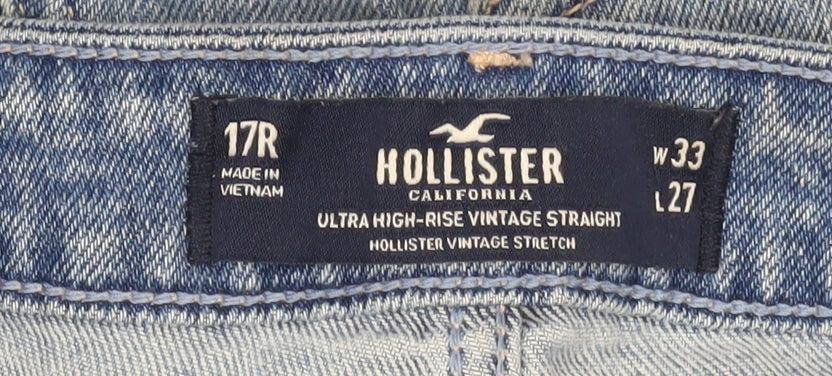 17R
MADE IN
VIETNAM
HOLLISTER
CALIFORNIA
ULTRA HIGH-RISE VINTAGE STRAIGHT
HOLLISTER VINTAGE STRETCH
W 33
L 27